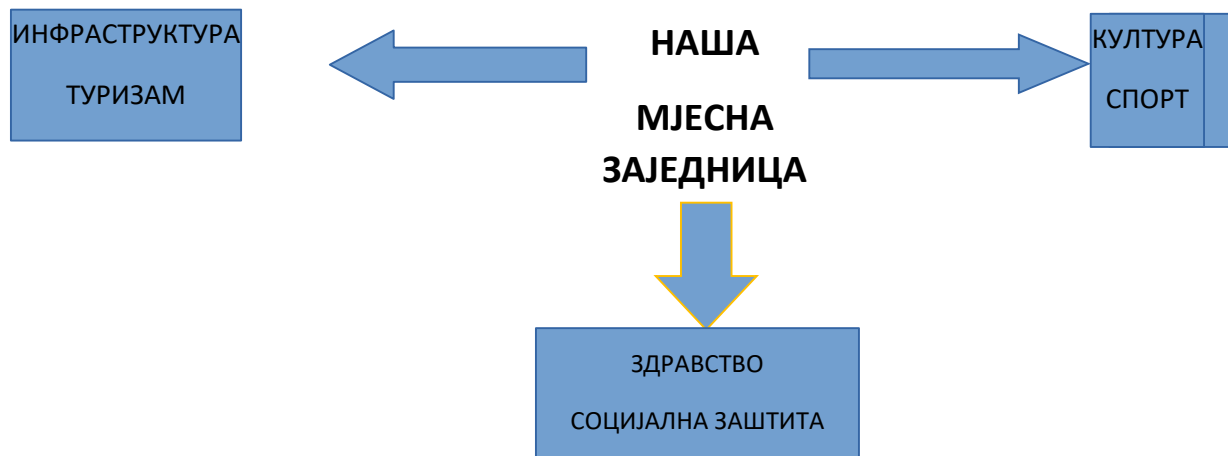 ИНФРАСТРУКТУРА
ТУРИЗАМ
НАША
МЈЕСНА
ЗАЈЕДНИЦА
КУЛТУРА
СПОРТ
ЗДРАВСТВО
СОЦИЈАЛНА ЗАШТИТА